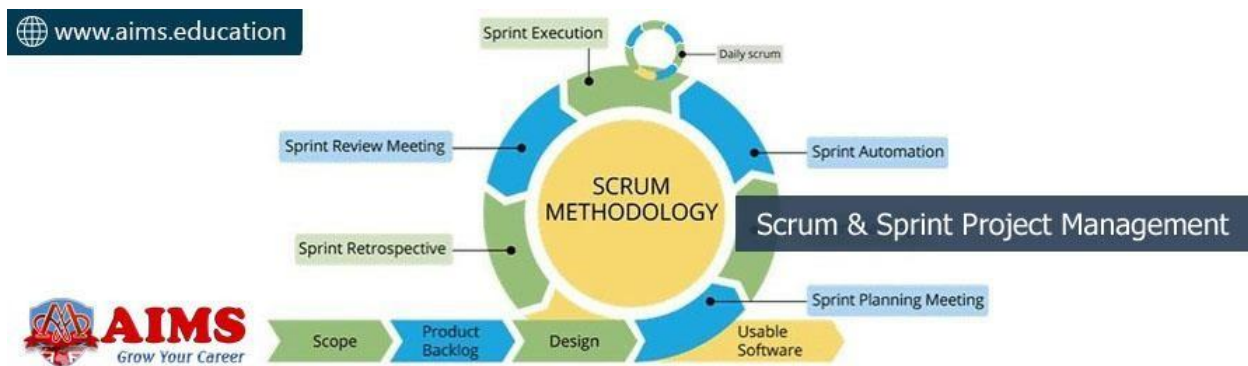 www.aims.education
Sprint Execution
Daily scrum
Sprint Review Meeting
Sprint Automation
SCRUM
METHODOLOGY
Scrum & Sprint Project Management
Sprint Retrospective
Sprint Planning Meeting
AIMS
Grow Your Career
Scope
Product
Backlog
Design
Usable
Software